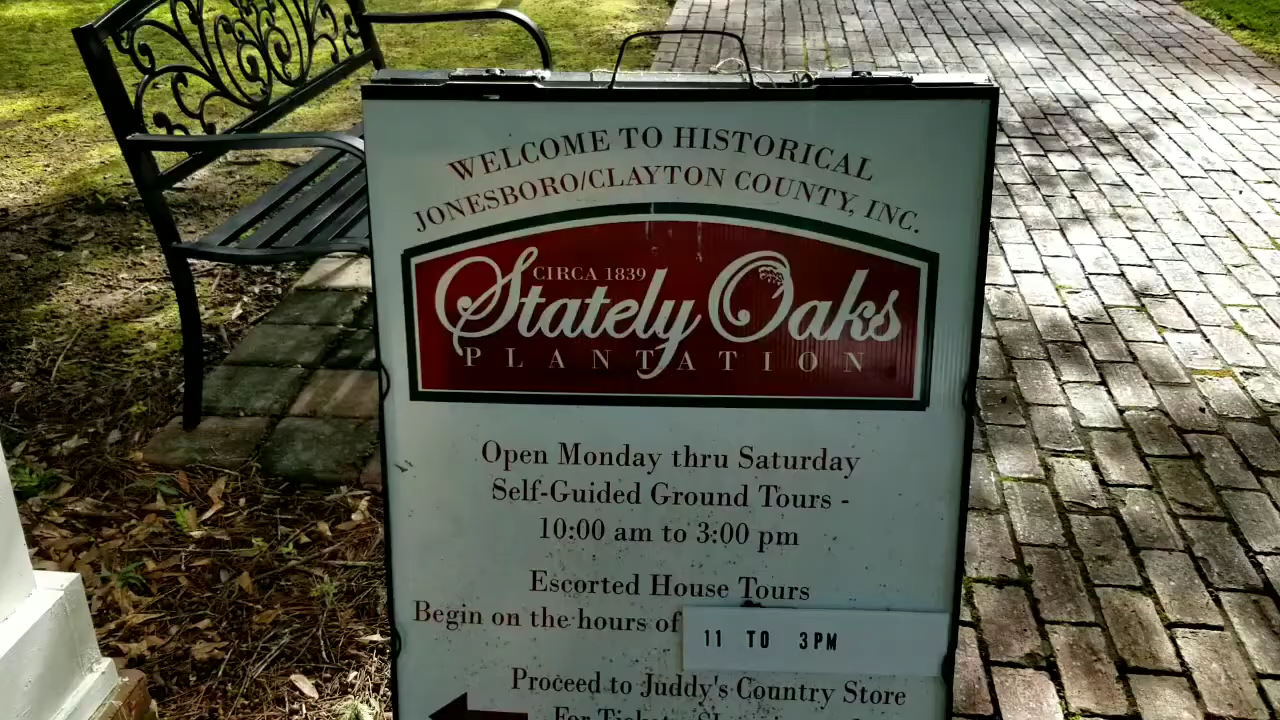 WELCOME TO HISTORICAL
JONESBORO/CLAYTON COUNTY, INC.
CIRCA 1839
Stately Oaks
PLANTATION
Open Monday thru Saturday
Self-Guided Ground Tours -
10:00 am to 3:00 pm
Escorted House Tours
Begin on the hours of 11 TO 3PM
Proceed to Juddy's Country Store
For